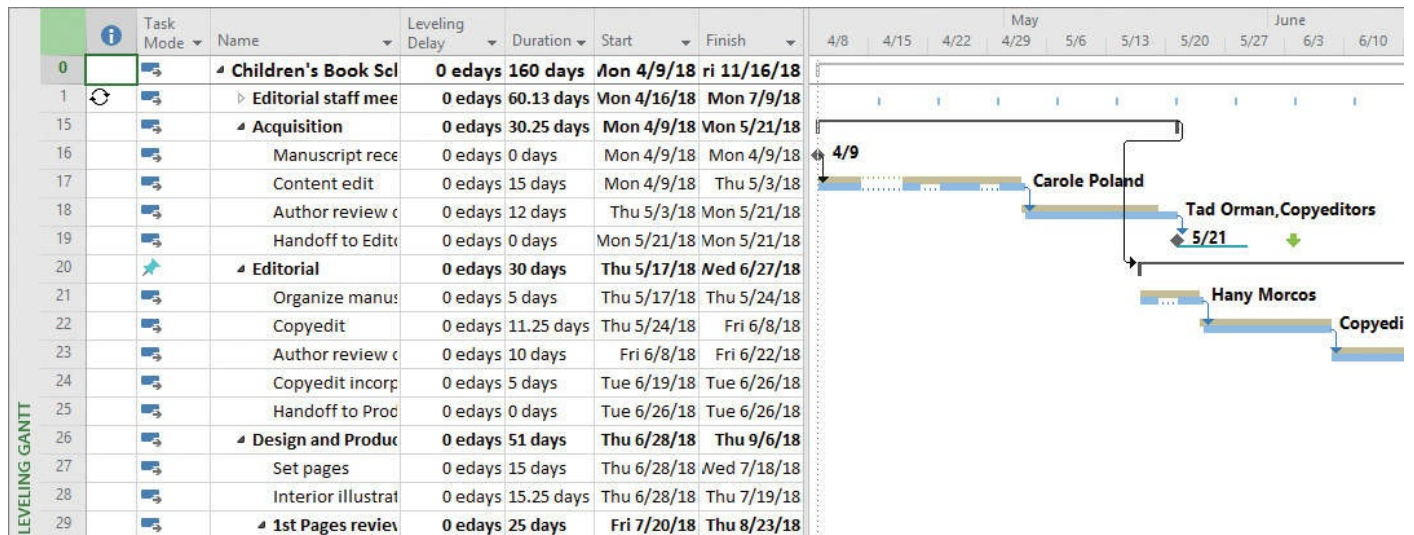 Task Mode Name Leveling Delay Duration Start Finish
May June
4/8 4/15 4/22 4/29 5/6 5/13 5/20 5/27 6/3 6/10
0 Children's Book Scl 0 edays 160 days Mon 4/9/18 ri 11/16/18
1 Editorial staff mee 0 edays 60.13 days Mon 4/16/18 Mon 7/9/18
15 Acquisition 0 edays 30.25 days Mon 4/9/18 Mon 5/21/18
16 Manuscript rece 0 edays 0 days Mon 4/9/18 Mon 4/9/18 4/9
17 Content edit 0 edays 15 days Mon 4/9/18 Thu 5/3/18 Carole Poland
18 Author review c 0 edays 12 days Thu 5/3/18 Mon 5/21/18 Tad Orman,Copyeditors
19 Handoff to Edito 0 edays 0 days Mon 5/21/18 Mon 5/21/18 5/21
20 Editorial 0 edays 30 days Thu 5/17/18 Wed 6/27/18
21 Organize manus 0 edays 5 days Thu 5/17/18 Thu 5/24/18 Hany Morcos
22 Copyedit 0 edays 11.25 days Thu 5/24/18 Fri 6/8/18 Copyedi
23 Author review c 0 edays 10 days Fri 6/8/18 Fri 6/22/18
24 Copyedit incorp 0 edays 5 days Tue 6/19/18 Tue 6/26/18
25 Handoff to Prod 0 edays 0 days Tue 6/26/18 Tue 6/26/18
26 Design and Produc 0 edays 51 days Thu 6/28/18 Thu 9/6/18
27 Set pages 0 edays 15 days Thu 6/28/18 Wed 7/18/18
28 Interior illustrat 0 edays 15.25 days Thu 6/28/18 Thu 7/19/18
29 1st Pages review 0 edays 25 days Fri 7/20/18 Thu 8/23/18
LEVELING GANTT